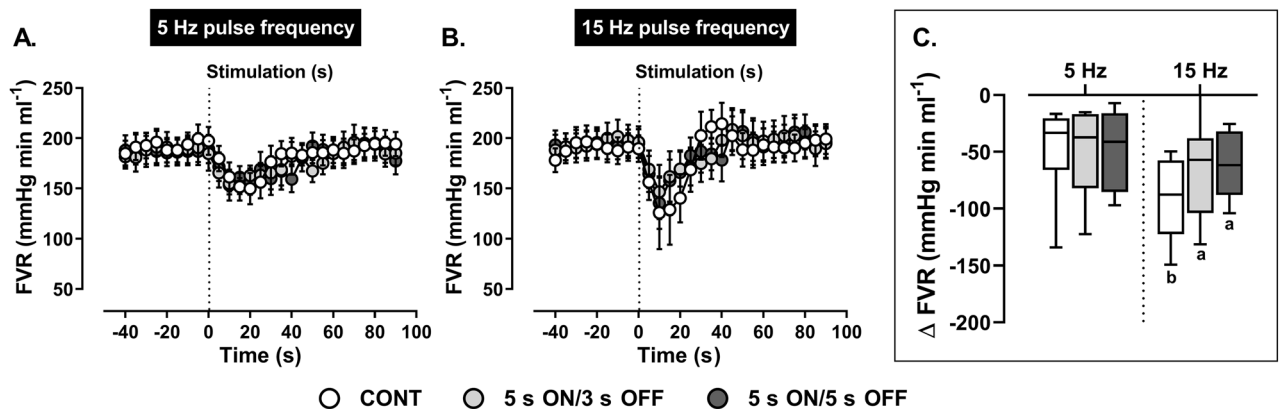 A.
5 Hz pulse frequency
Stimulation (s)
FVR (mmHg min ml-1)
250
200
150
100
50
-40 -20 0 20 40 60 80 100
Time (s)
B.
15 Hz pulse frequency
Stimulation (s)
FVR (mmHg min ml-1)
250
200
150
100
50
-40 -20 0 20 40 60 80 100
Time (s)
C.
5 Hz 15 Hz
Δ FVR (mmHg min ml-1)
0
-50
-100
-150
-200
b a a
CONT 5 s ON/3 s OFF 5 s ON/5 s OFF